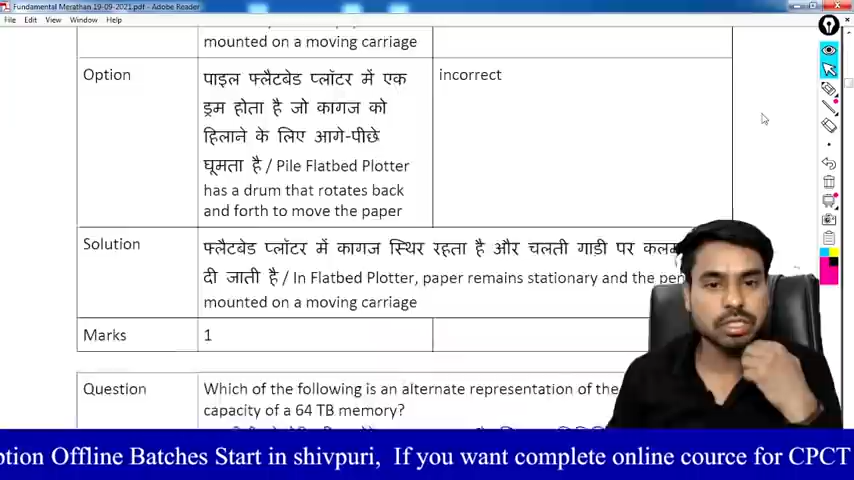 Fundamental Merathan 19-09-2021.pdf - Adobe Reader
File Edit View Window Help
mounted on a moving carriage
Option
पाइल फ्लैटबेड प्लॉटर में एक
ड्रम होता है जो कागज को
हिलाने के लिए आगे-पीछे
घूमता है / Pile Flatbed Plotter
has a drum that rotates back
and forth to move the paper
incorrect
Solution
फ्लैटबेड प्लॉटर में कागज स्थिर रहता है और चलती गाड़ी पर
दी जाती है / In Flatbed Plotter, paper remains stationary and the pen
mounted on a moving carriage
Marks
1
Question
Which of the following is an alternate representation of the
capacity of a 64 TB memory?
ption Offline Batches Start in shivpuri, If you want complete online cource for CPCT